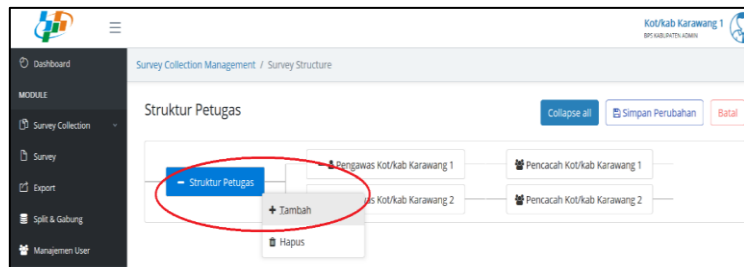 Kot/kab Karawang 1
BPS KABUPATEN ADMIN
Dashboard
Survey Collection Management / Survey Structure
MODULE
Struktur Petugas
Collapse all
Simpan Perubahan
Batal
Survey Collection
Survey
Pengawas Kot/kab Karawang 1
Pencacah Kot/kab Karawang 1
Export
Struktur Petugas
as Kot/kab Karawang 2
Pencacah Kot/kab Karawang 2
Tambah
Split & Gabung
Hapus
Manajemen User